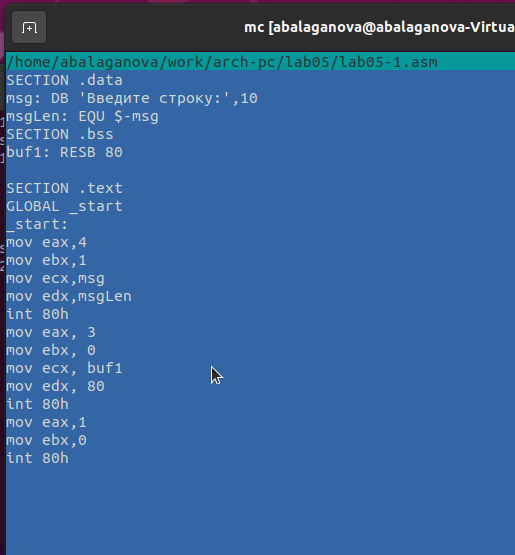 mc [abalaganova@abalaganova-Virtua
/home/abalaganova/work/arch-pc/lab05/lab05-1.asm
SECTION .data
msg: DB 'Введите строку:',10
msgLen: EQU $-msg
SECTION .bss
buf1: RESB 80
SECTION .text
GLOBAL _start
_start:
mov eax,4
mov ebx,1
mov ecx,msg
mov edx,msgLen
int 80h
mov eax, 3
mov ebx, 0
mov ecx, buf1
mov edx, 80
int 80h
mov eax,1
mov ebx,0
int 80h